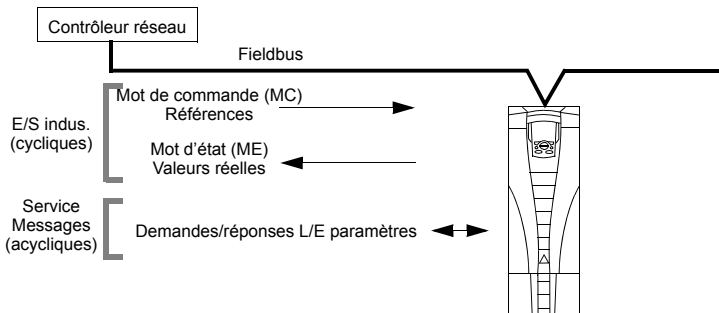 Contrôleur réseau
Fieldbus
E/S indus.
(cycliques)
Mot de commande (MC)
Références
Mot d'état (ME)
Valeurs réelles
Service
Messages
(acycliques)
Demandes/réponses L/E paramètres